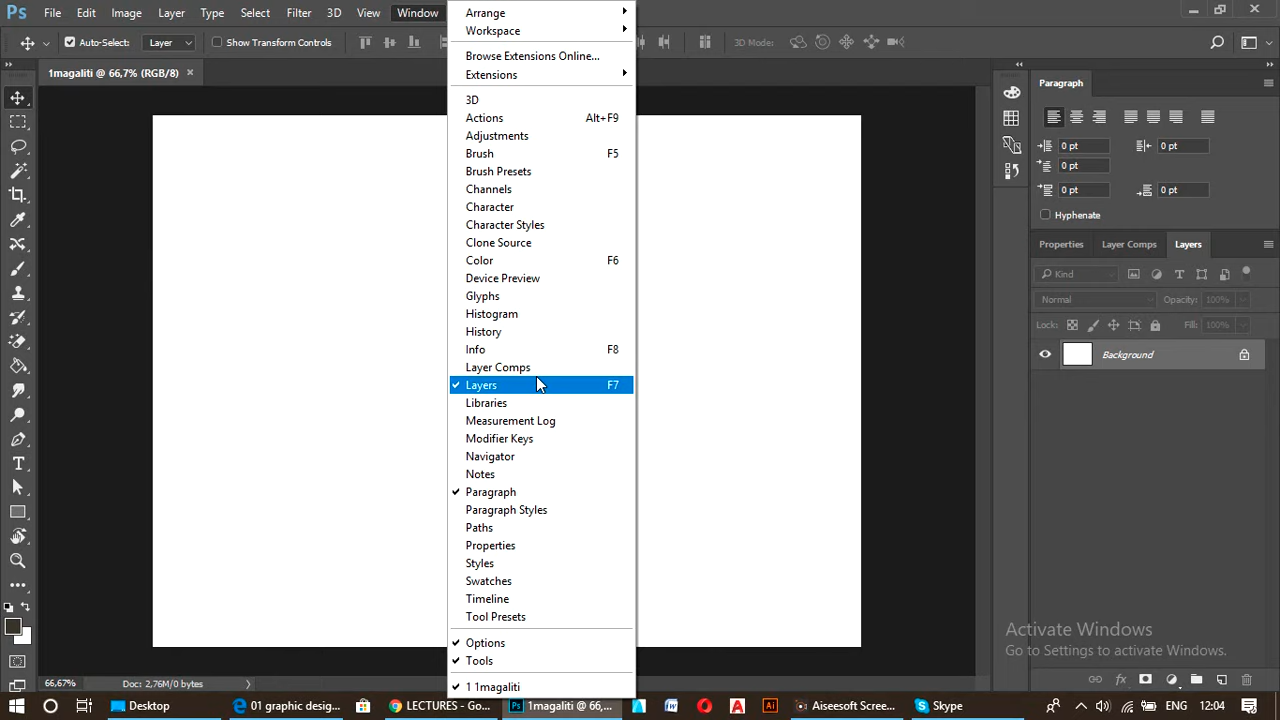 Ps File Edit Image Layer Type Select Filter 3D View Window
Auto-Select: Layer Show Transform Controls 3D Mode:
1magaliti @ 66,7% (RGB/8)
Arrange
Workspace
Browse Extensions Online...
Extensions
3D
Actions Alt+F9
Adjustments
Brush F5
Brush Presets
Channels
Character
Character Styles
Clone Source
Color F6
Device Preview
Glyphs
Histogram
History
Info F8
Layer Comps
Layers F7
Libraries
Measurement Log
Modifier Keys
Navigator
Notes
Paragraph
Paragraph Styles
Paths
Properties
Styles
Swatches
Timeline
Tool Presets
Options
Tools
1 1magaliti
Paragraph
0 pt 0 pt
0 pt
0 pt 0 pt
Hyphenate
Properties Layer Comps Layers
Kind
Normal Opacity: 100%
Lock: Fill: 100%
Background
Activate Windows
Go to Settings to activate Windows.
66,67% Doc: 2,76M/0 bytes
Desktop 01 graphic desig... LECTURES - Go... Ps 1magaliti @ 66,... Ai Aiseesoft Scree... Skype ENG